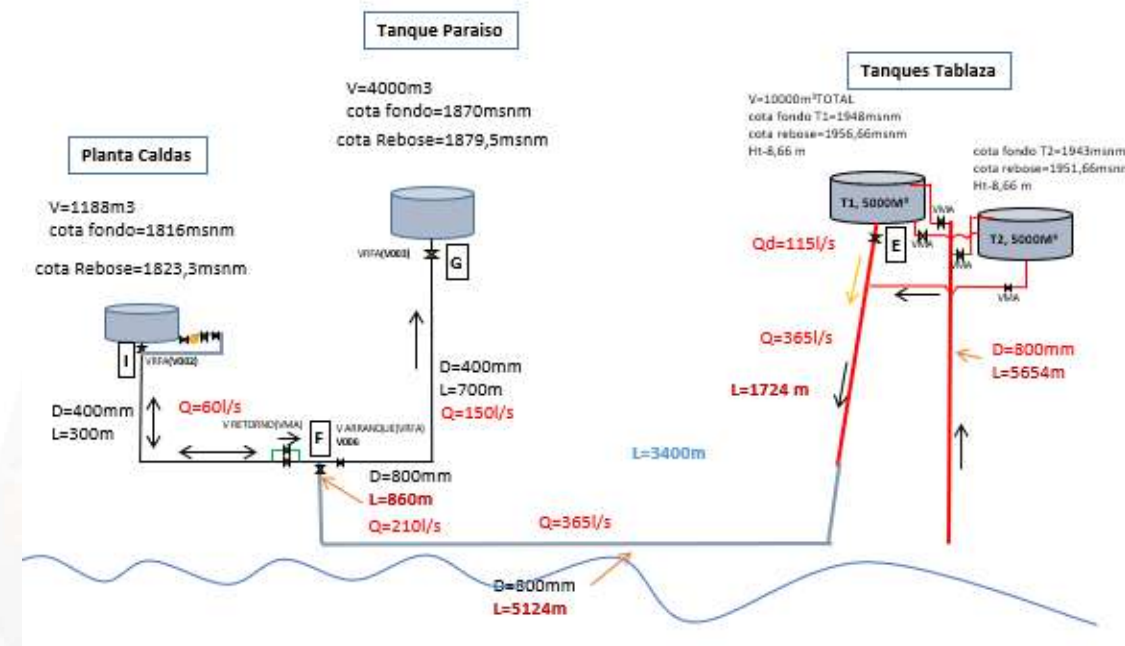 Tanque Paraiso
V=4000m3
cota fondo=1870msnm
cota Rebose=1879,5msnm
Tanques Tablaza
V=10000m³TOTAL
cota fondo T1=1948msnm
cota rebose=1956,66msnm
Ht-8,66 m
cota fondo T2=1943msnm
cota rebose=1951,66msnm
Ht-8,66 m
Planta Caldas
V=1188m3
cota fondo=1816msnm
cota Rebose=1823,3msnm
T1, 5000M³
T2, 5000M³
VMA
VMA
VMA
VMA
E
Qd=115l/s
VRFA(V003)
G
I
VRFA(V002)
Q=365l/s
L=1724 m
D=800mm
L=5654m
D=400mm
L=700m
Q=150l/s
D=400mm
L=300m
Q=60l/s
V RETORNO(VMA)
F
V ARRANQUE(VRFA)
V006
L=3400m
D=800mm
L=860m
Q=210l/s
Q=365l/s
D=800mm
L=5124m